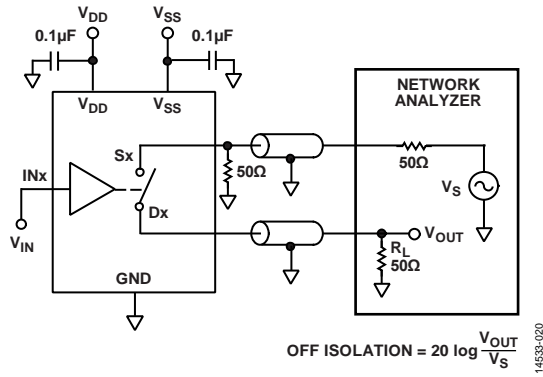 VDD
VSS
0.1µF
0.1µF
VDD
VSS
NETWORK
ANALYZER
Sx
50Ω
50Ω
INx
VS
Dx
VOUT
VIN
RL
50Ω
GND
OFF ISOLATION = 20 log VOUT
VS
14533-020